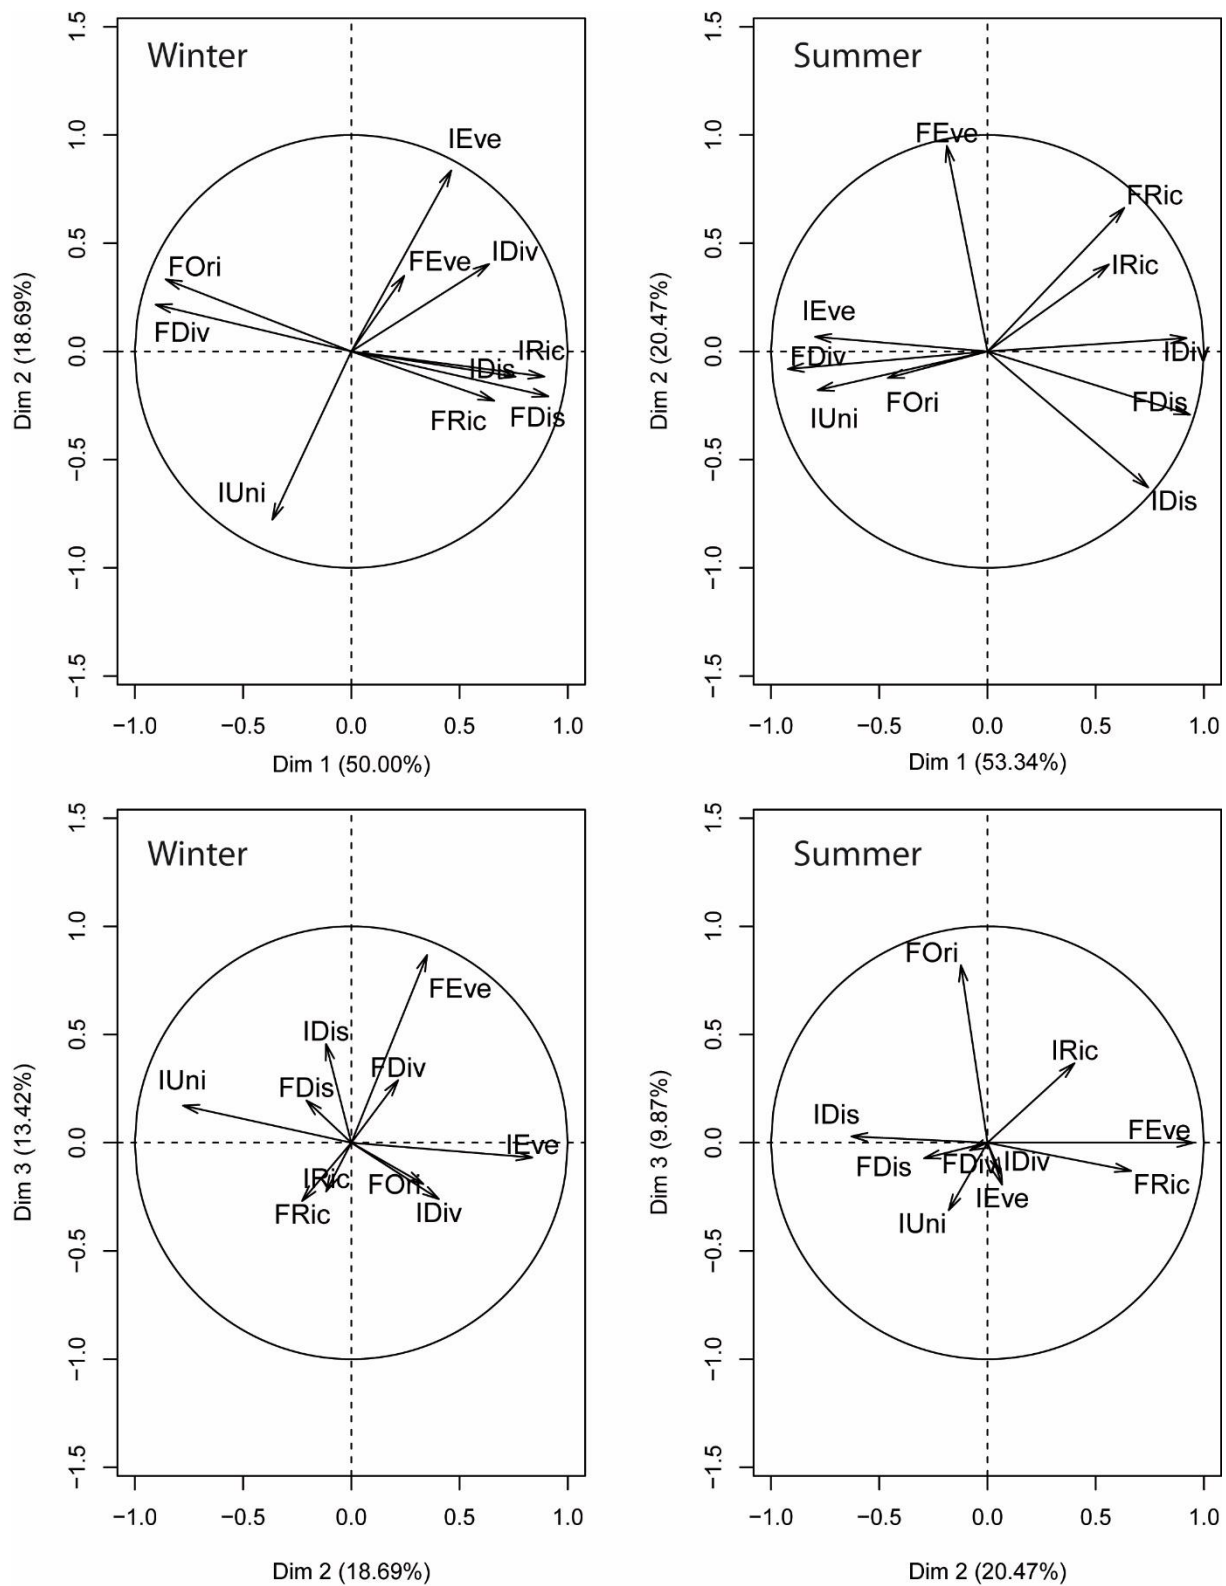 Winter
1.5
1.0
0.5
0.0
−0.5
−1.0
−1.5
Dim 2 (18.69%)
IEve
IDiv
FEve
FOri
FDiv
IRic
IDis
FRic
FDis
IUni
−1.0
−0.5
0.0
0.5
1.0
Dim 1 (50.00%)
Summer
1.5
1.0
0.5
0.0
−0.5
−1.0
−1.5
Dim 2 (20.47%)
FEve
FRic
IRic
IEve
IDiv
FDiv
FDis
FOri
IUni
IDis
−1.0
−0.5
0.0
0.5
1.0
Dim 1 (53.34%)
Winter
1.5
1.0
0.5
0.0
−0.5
−1.0
−1.5
Dim 3 (13.42%)
FEve
IDis
FDiv
IUni
FDis
IEve
IRic
FOri
FRic
IDiv
−1.0
−0.5
0.0
0.5
1.0
Dim 2 (18.69%)
Summer
1.5
1.0
0.5
0.0
−0.5
−1.0
−1.5
Dim 3 (9.87%)
FOri
IRic
IDis
FEve
FDis
FDiv
IDiv
FRic
IEve
IUni
−1.0
−0.5
0.0
0.5
1.0
Dim 2 (20.47%)